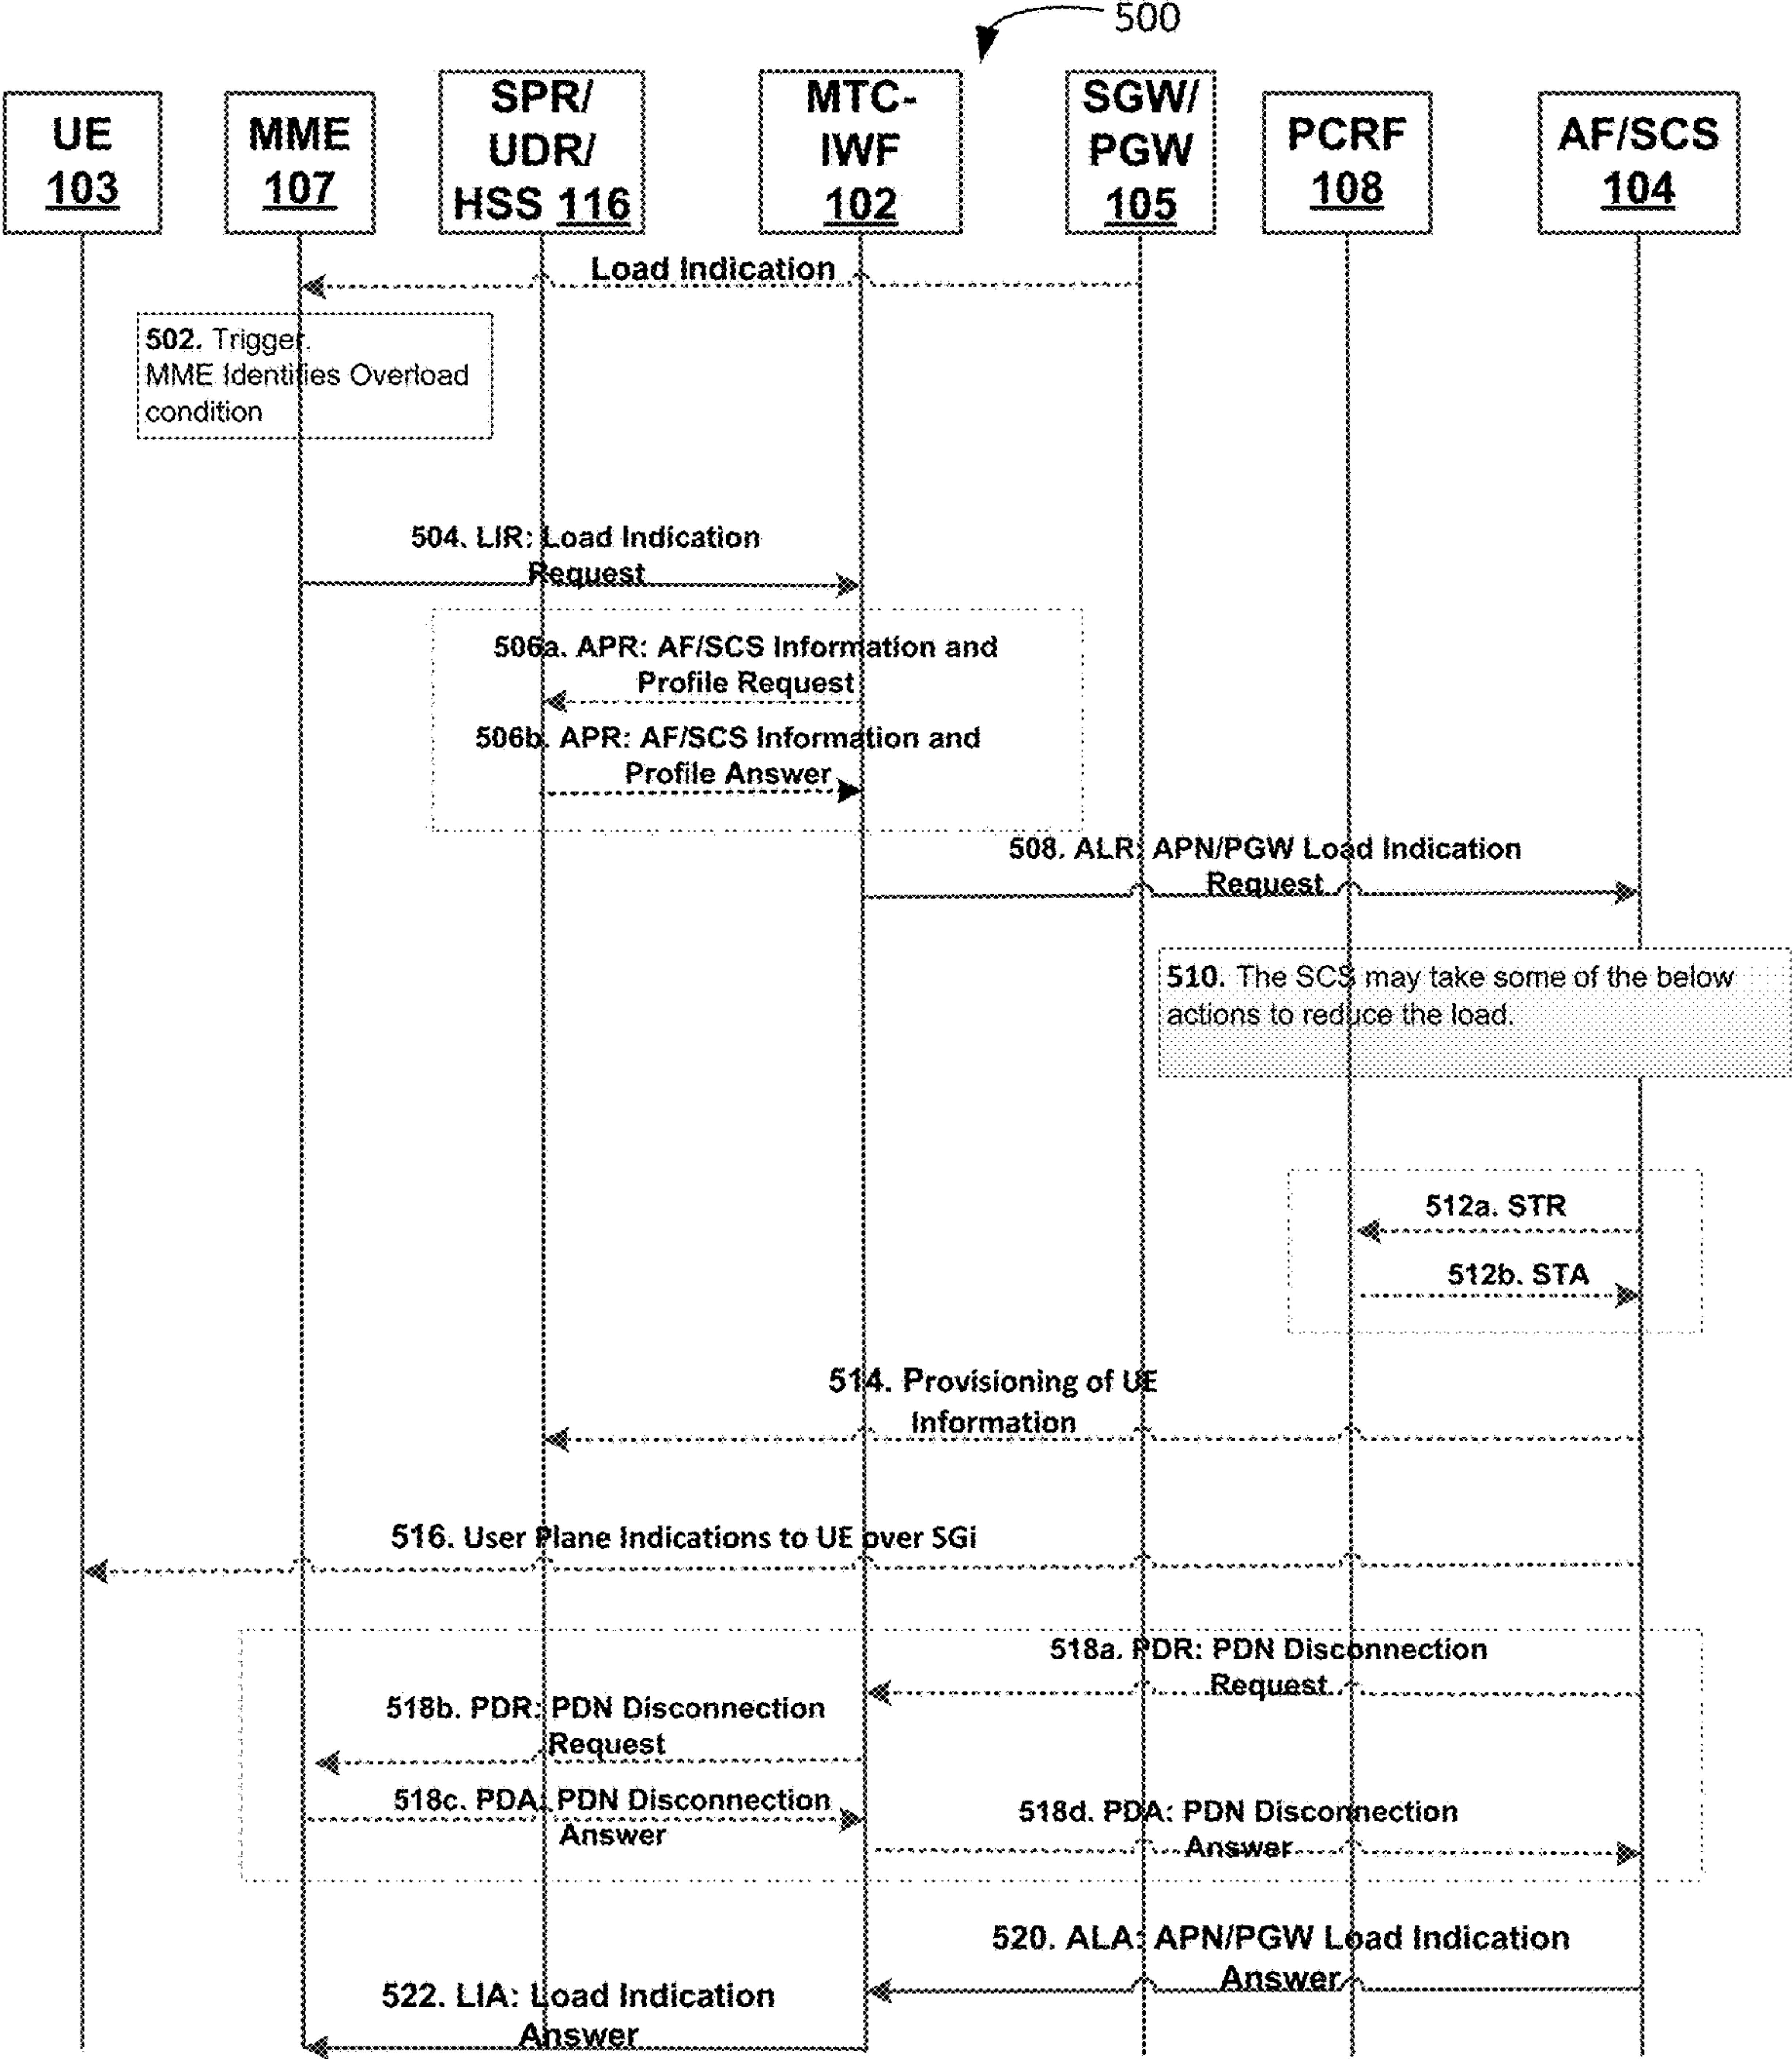 500
UE
103
MME
107
SPR/
UDR/
HSS 116
MTC-
IWF
102
SGW/
PGW
105
PCRF
108
AF/SCS
104
Load Indication
502. Trigger.
MME Identifies Overload
condition
504. LIR: Load Indication
Request
506a. APR: AF/SCS Information and
Profile Request
506b. APR: AF/SCS Information and
Profile Answer
508. ALR: APN/PGW Load Indication
Request
510. The SCS may take some of the below
actions to reduce the load.
512a. STR
512b. STA
514. Provisioning of UE
Information
516. User Plane Indications to UE over SGi
518a. PDR: PDN Disconnection
Request
518b. PDR: PDN Disconnection
Request
518c. PDA: PDN Disconnection
Answer
518d. PDA: PDN Disconnection
Answer
520. ALA: APN/PGW Load Indication
Answer
522. LIA: Load Indication
Answer